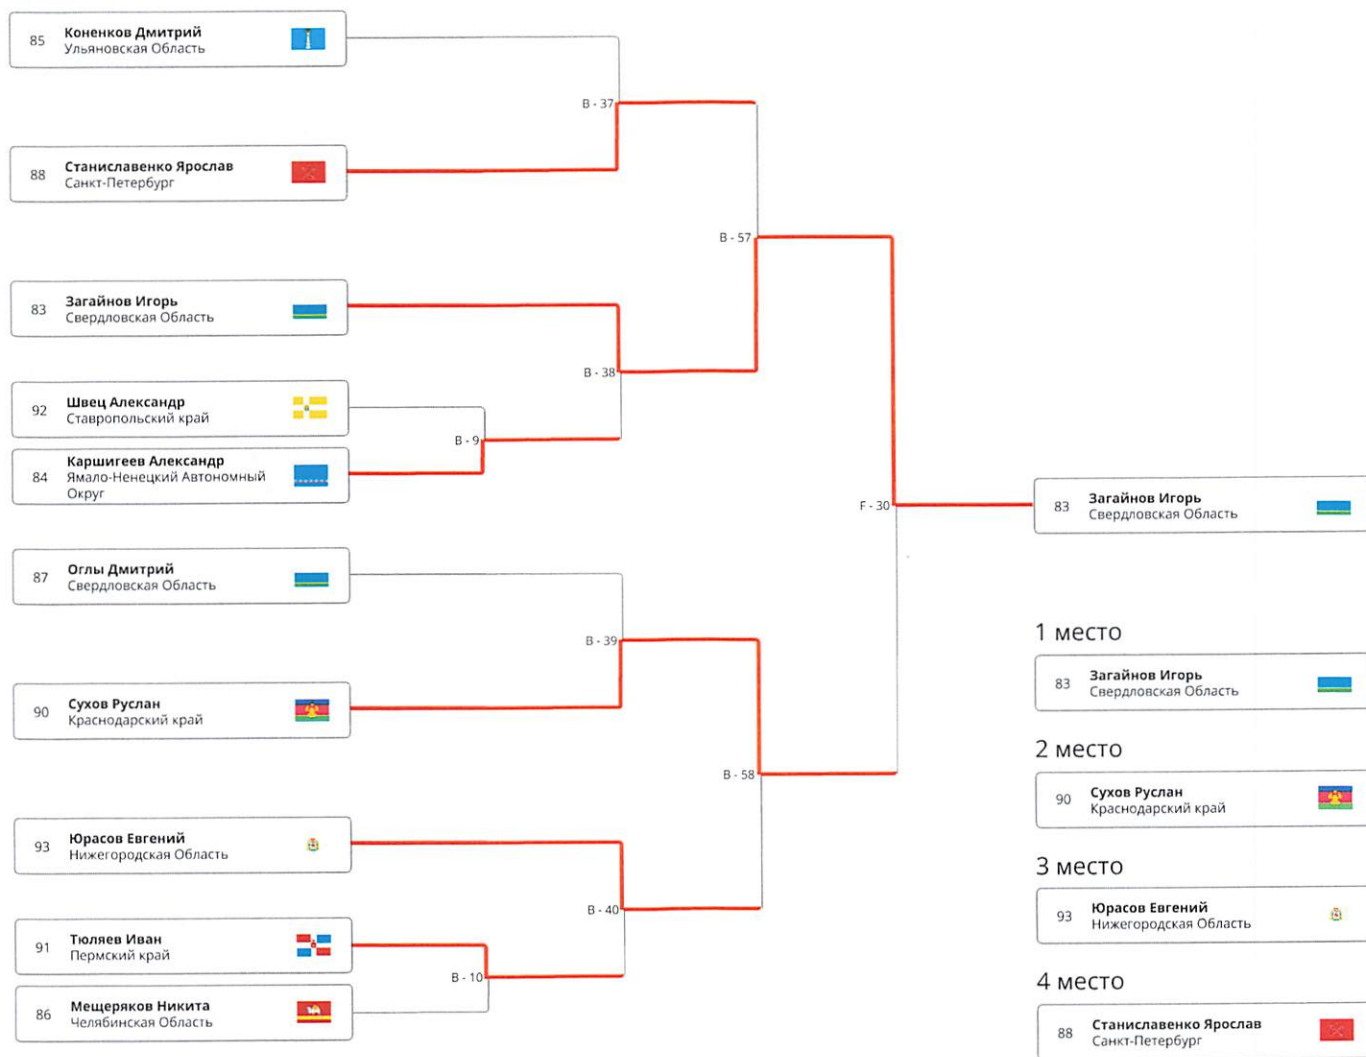 85 Коненков Дмитрий
Ульяновская Область
B - 37
88 Станиславенко Ярослав
Санкт-Петербург
B - 57
83 Загайнов Игорь
Свердловская Область
B - 38
92 Швец Александр
Ставропольский край
B - 9
84 Каршигеев Александр
Ямало-Ненецкий Автономный
Округ
F - 30
83 Загайнов Игорь
Свердловская Область
87 Оглы Дмитрий
Свердловская Область
B - 39
90 Сухов Руслан
Краснодарский край
B - 58
93 Юрасов Евгений
Нижегородская Область
B - 40
91 Тюляев Иван
Пермский край
B - 10
86 Мещеряков Никита
Челябинская Область
1 место
83 Загайнов Игорь
Свердловская Область
2 место
90 Сухов Руслан
Краснодарский край
3 место
93 Юрасов Евгений
Нижегородская Область
4 место
88 Станиславенко Ярослав
Санкт-Петербург